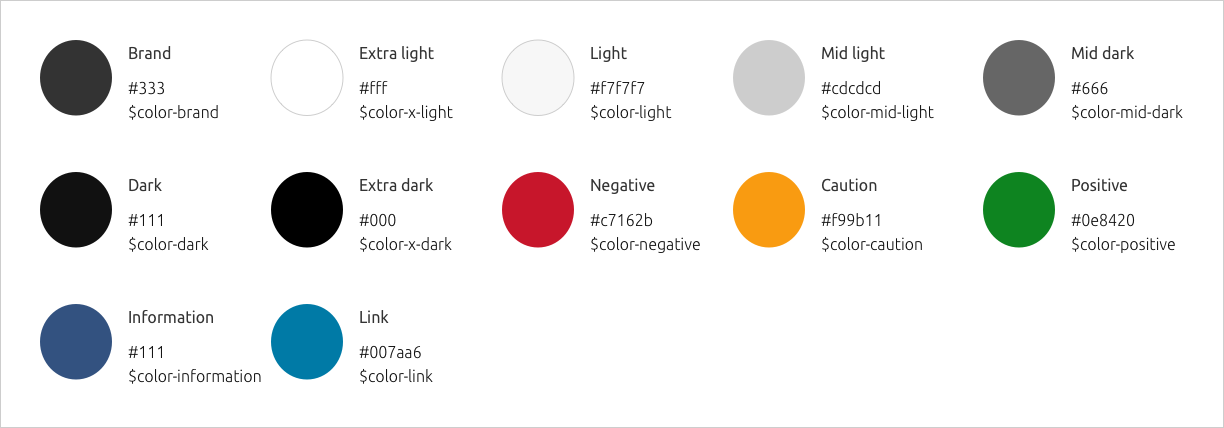 Brand
#333
$color-brand
Extra light
#fff
$color-x-light
Light
#f7f7f7
$color-light
Mid light
#cdcdcd
$color-mid-light
Mid dark
#666
$color-mid-dark
Dark
#111
$color-dark
Extra dark
#000
$color-x-dark
Negative
#c7162b
$color-negative
Caution
#f99b11
$color-caution
Positive
#0e8420
$color-positive
Information
#111
$color-information
Link
#007aa6
$color-link